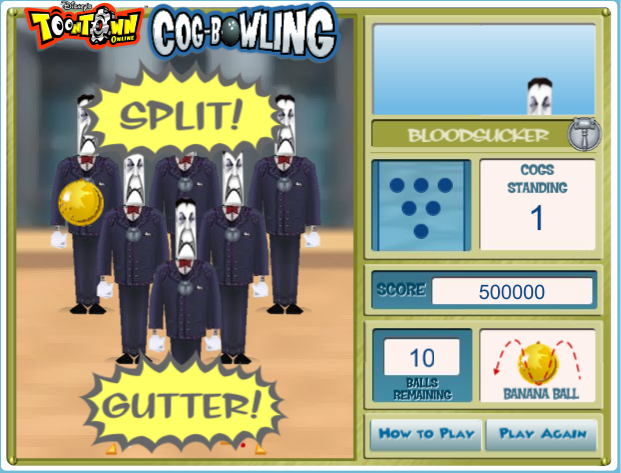 Disney's
TOONTOWN
ONLINE
COG-BOWLING
SPLIT!
BLOODSUCKER
COGS
STANDING
1
SCORE 500000
10
BALLS
REMAINING
BANANA BALL
GUTTER!
HOW TO PLAY PLAY AGAIN